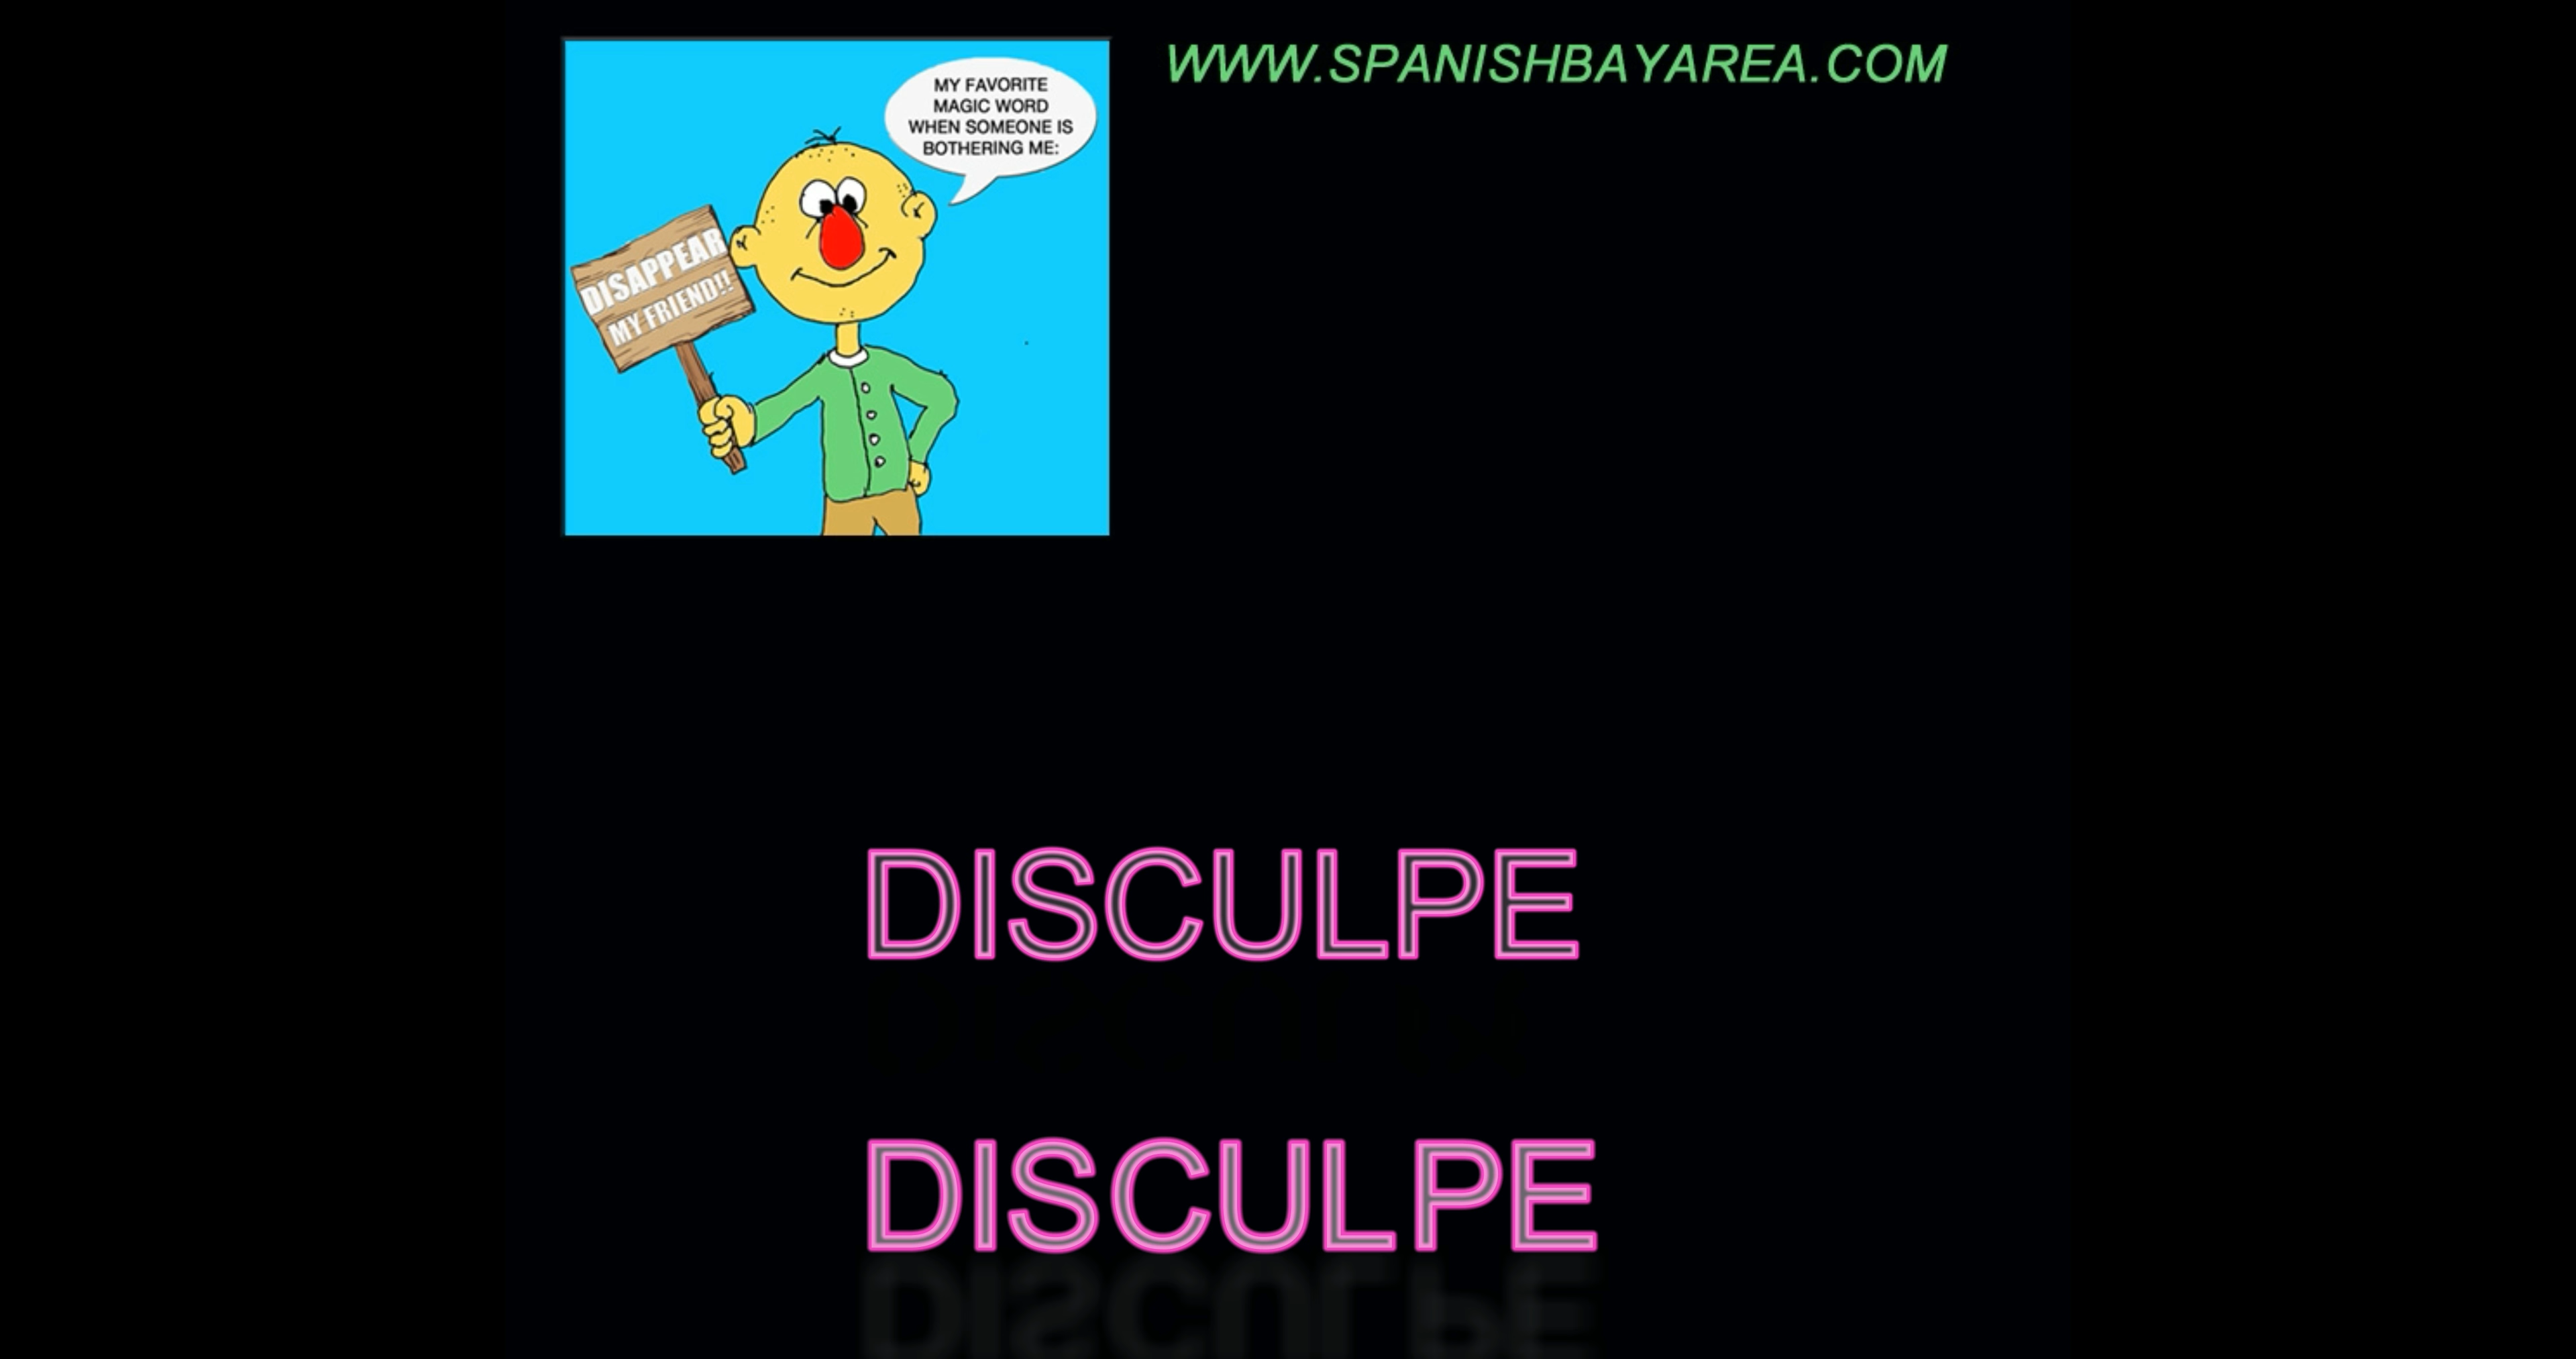 WWW.SPANISHBAYAREA.COM
MY FAVORITE
MAGIC WORD
WHEN SOMEONE IS
BOTHERING ME:
DISAPPEAR
MY FRIEND!!
DISCULPE
DISCULPE